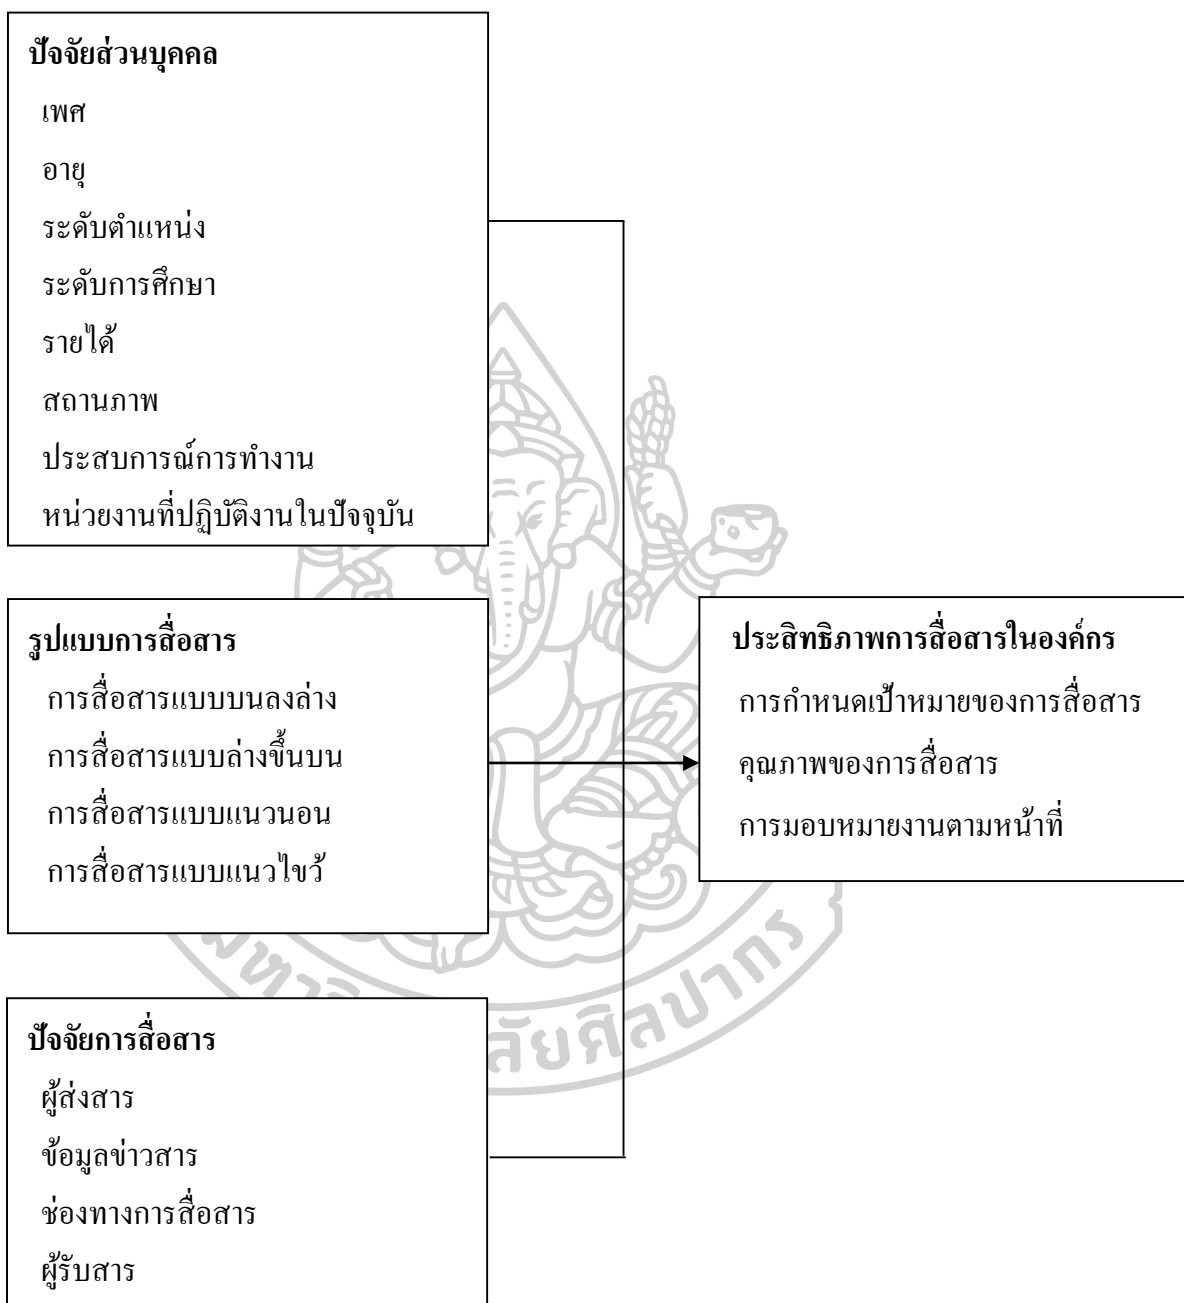 ปัจจัยส่วนบุคคล
เพศ
อายุ
ระดับตำแหน่ง
ระดับการศึกษา
รายได้
สถานภาพ
ประสบการณ์การทำงาน
หน่วยงานที่ปฏิบัติงานในปัจจุบัน
รูปแบบการสื่อสาร
การสื่อสารแบบบนลงล่าง
การสื่อสารแบบล่างขึ้นบน
การสื่อสารแบบแนวนอน
การสื่อสารแบบแนวไขว้
ประสิทธิภาพการสื่อสารในองค์กร
การกำหนดเป้าหมายของการสื่อสาร
คุณภาพของการสื่อสาร
การมอบหมายงานตามหน้าที่
ปัจจัยการสื่อสาร
ผู้ส่งสาร
ข้อมูลข่าวสาร
ช่องทางการสื่อสาร
ผู้รับสาร
ลัยศิลปากร